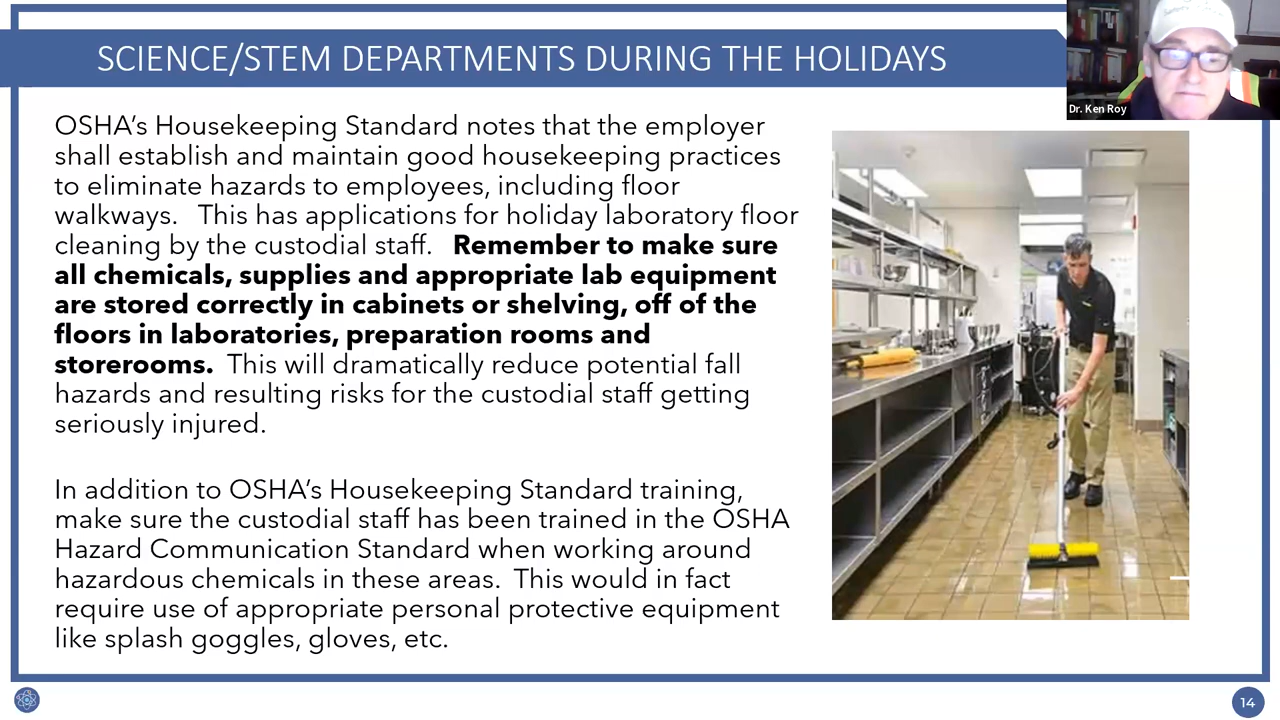 SCIENCE/STEM DEPARTMENTS DURING THE HOLIDAYS
Dr. Ken Roy
OSHA's Housekeeping Standard notes that the employer
shall establish and maintain good housekeeping practices
to eliminate hazards to employees, including floor
walkways. This has applications for holiday laboratory floor
cleaning by the custodial staff. Remember to make sure
all chemicals, supplies and appropriate lab equipment
are stored correctly in cabinets or shelving, off of the
floors in laboratories, preparation rooms and
storerooms. This will dramatically reduce potential fall
hazards and resulting risks for the custodial staff getting
seriously injured.
In addition to OSHA's Housekeeping Standard training,
make sure the custodial staff has been trained in the OSHA
Hazard Communication Standard when working around
hazardous chemicals in these areas. This would in fact
require use of appropriate personal protective equipment
like splash goggles, gloves, etc.
14